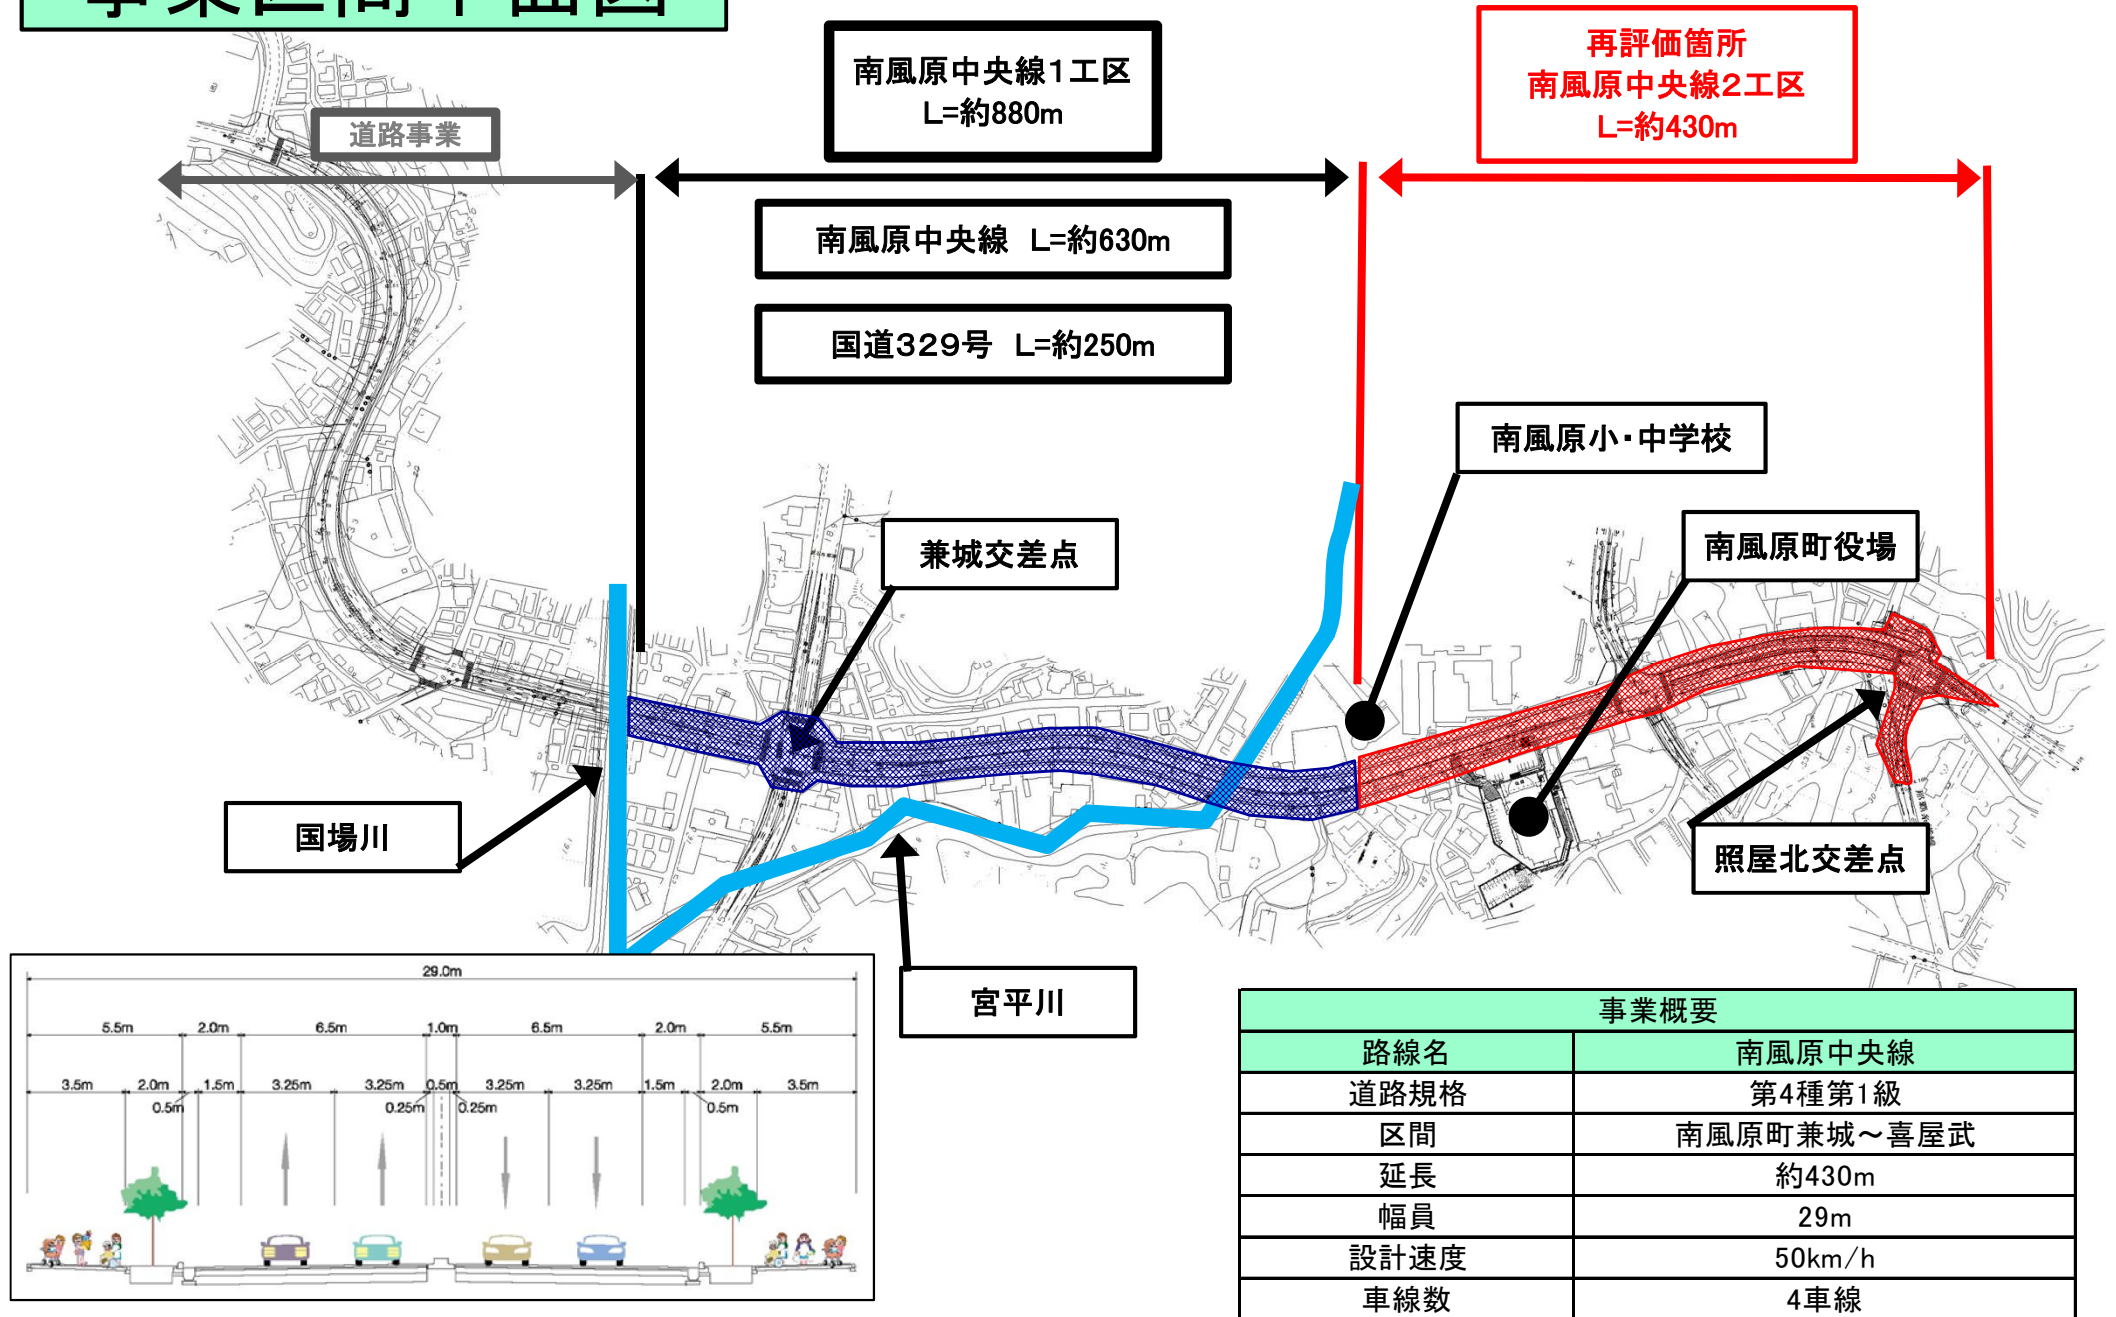 事業区間平面図
道路事業
南風原中央線1工区
L=約880m
再評価箇所
南風原中央線2工区
L=約430m
南風原中央線 L=約630m
国道329号 L=約250m
南風原小・中学校
兼城交差点
南風原町役場
国場川
照屋北交差点
宮平川
29.0m
5.5m 2.0m 6.5m 1.0m 6.5m 2.0m 5.5m
3.5m 2.0m 1.5m 3.25m 3.25m 0.5m 3.25m 3.25m 1.5m 2.0m 3.5m
0.5m 0.25m 0.25m 0.5m
事業概要
路線名 南風原中央線
道路規格 第4種第1級
区間 南風原町兼城～喜屋武
延長 約430m
幅員 29m
設計速度 50km/h
車線数 4車線